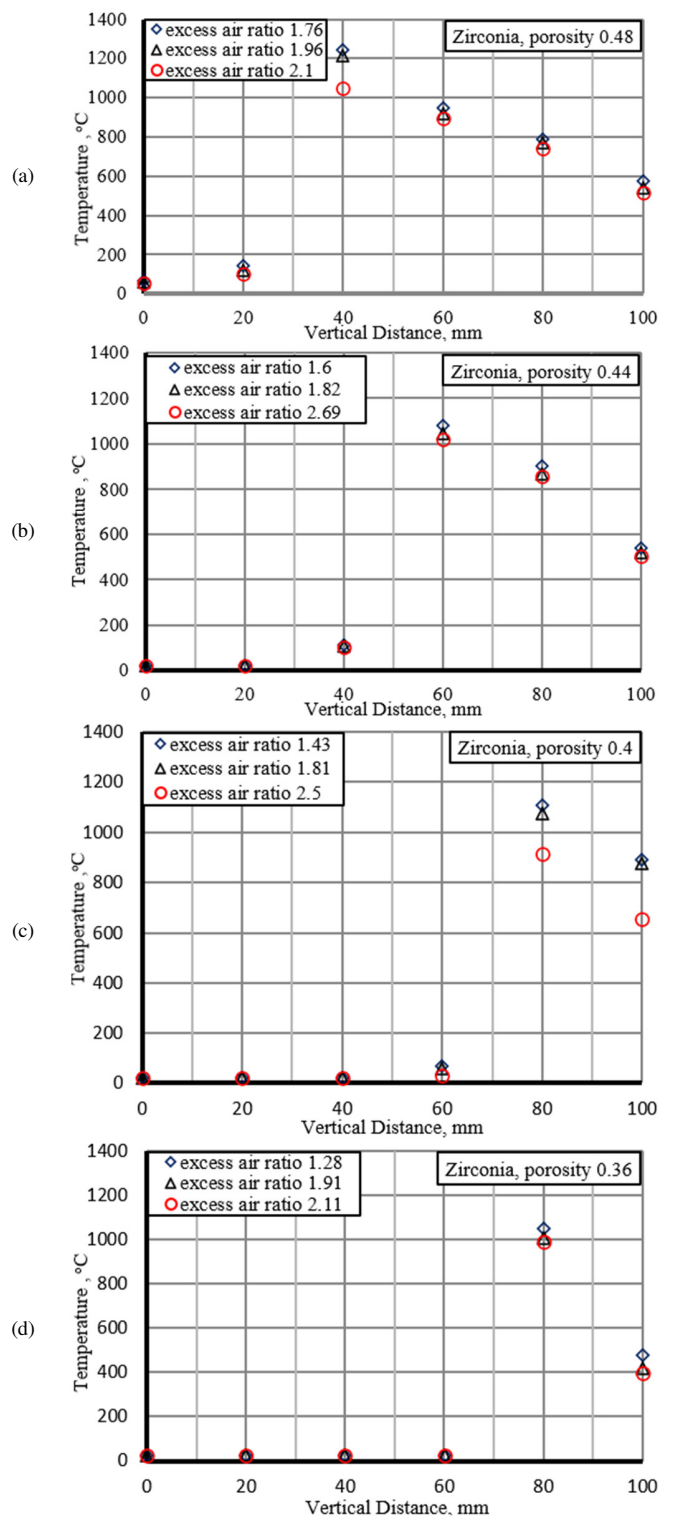 (a)
Temperature , °C
1400
1200
1000
800
600
400
200
0
excess air ratio 1.76
excess air ratio 1.96
excess air ratio 2.1
Zirconia, porosity 0.48
0 20 40 60 80 100
Vertical Distance, mm
(b)
Temperature , °C
1400
1200
1000
800
600
400
200
0
excess air ratio 1.6
excess air ratio 1.82
excess air ratio 2.69
Zirconia, porosity 0.44
0 20 40 60 80 100
Vertical Distance, mm
(c)
Temperature ,°C
1400
1200
1000
800
600
400
200
0
excess air ratio 1.43
excess air ratio 1.81
excess air ratio 2.5
Zirconia, porosity 0.4
0 20 40 60 80 100
Vertical Distance, mm
(d)
Temperature , °C
1400
1200
1000
800
600
400
200
0
excess air ratio 1.28
excess air ratio 1.91
excess air ratio 2.11
Zirconia, porosity 0.36
0 20 40 60 80 100
Vertical Distance, mm